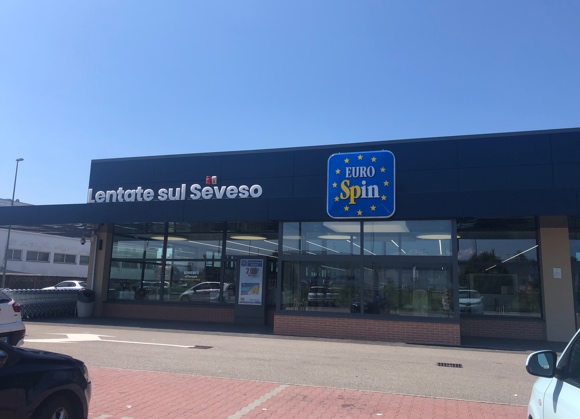 Lentate sul Seveso
EURO
Spin